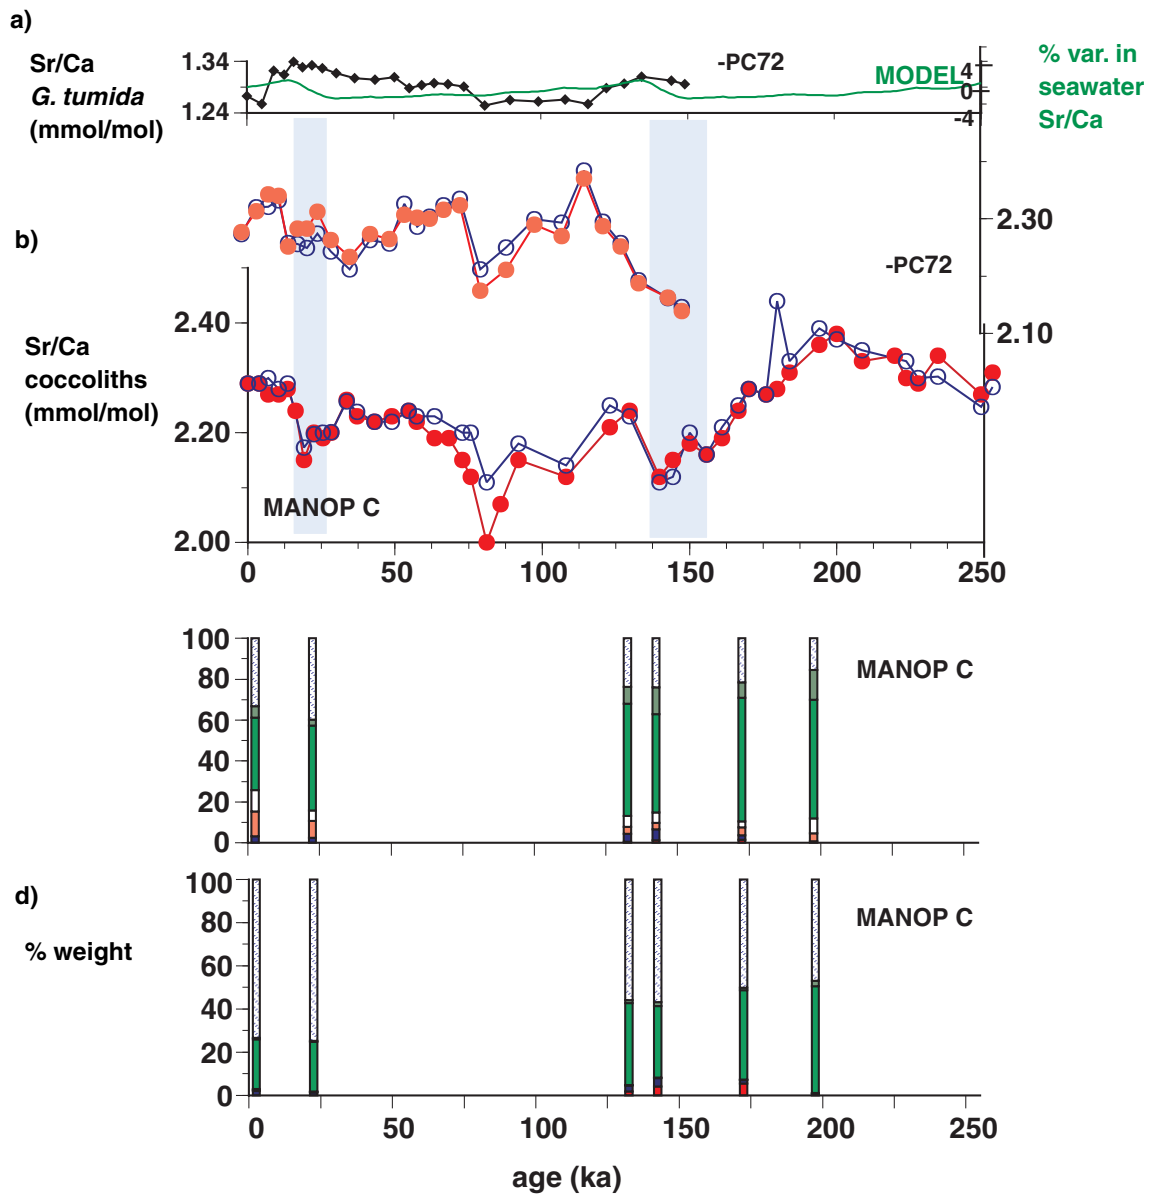 a)
Sr/Ca
G. tumida
(mmol/mol)
1.34
1.24
-PC72
MODEL
4
0
-4
% var. in
seawater
Sr/Ca
b)
2.30
-PC72
2.10
Sr/Ca
coccoliths
(mmol/mol)
2.40
2.20
2.00
MANOP C
0 50 100 150 200 250
100
80
60
40
20
0
MANOP C
d)
% weight
100
80
60
40
20
0
MANOP C
0 50 100 150 200 250
age (ka)